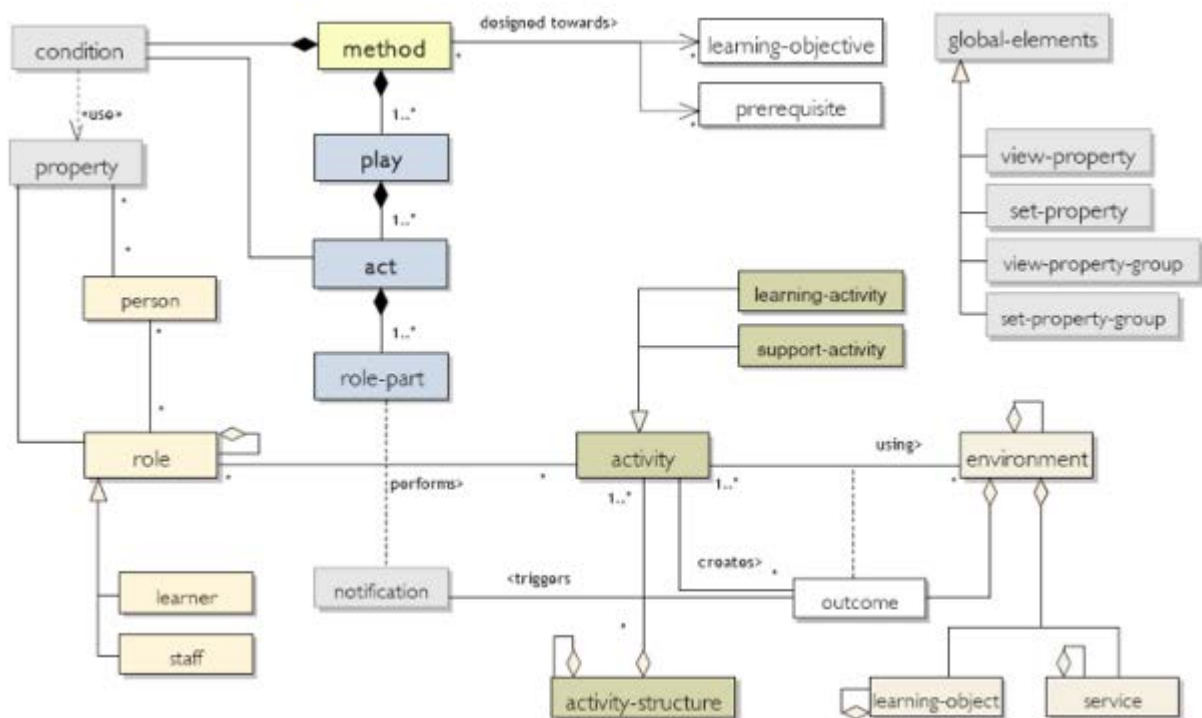 condition
method
designed towards>
*
learning-objective
*
global-elements
<use>
1..*
prerequisite
*
property
play
view-property
*
1..*
set-property
*
act
view-property-group
person
learning-activity
set-property-group
*
1..*
support-activity
role-part
*
role
activity
using>
environment
*
performs>
*
1..*
1..*
*
creates>
*
notification
<triggers
outcome
learner
*
staff
activity-structure
learning-object
service